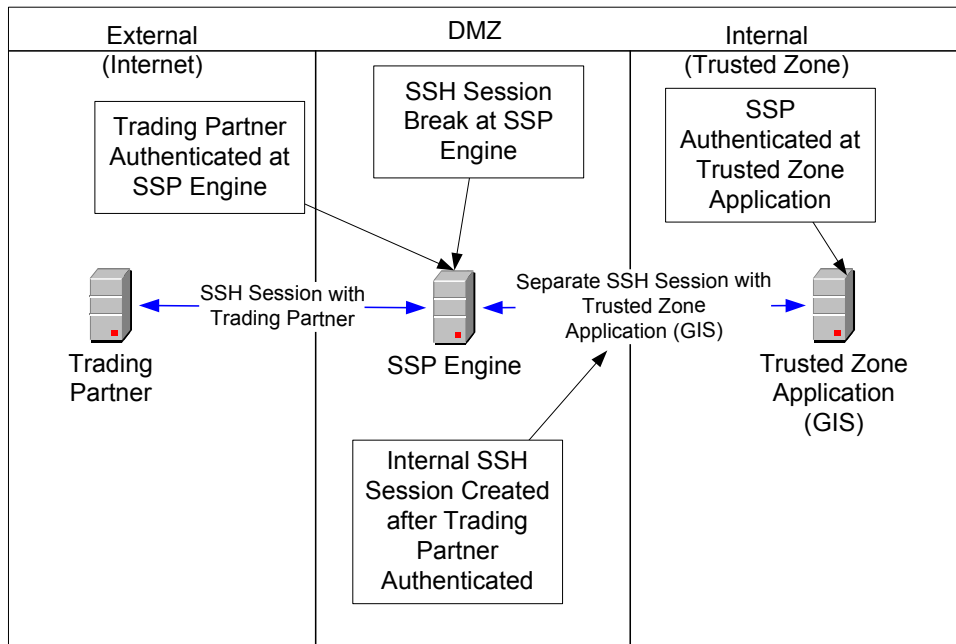 External
(Internet)
DMZ
Internal
(Trusted Zone)
Trading Partner
Authenticated at
SSP Engine
SSH Session
Break at SSP
Engine
SSP
Authenticated at
Trusted Zone
Application
SSH Session with
Trading Partner
Separate SSH Session with
Trusted Zone
Application (GIS)
Trading
Partner
SSP Engine
Trusted Zone
Application
(GIS)
Internal SSH
Session Created
after Trading
Partner
Authenticated